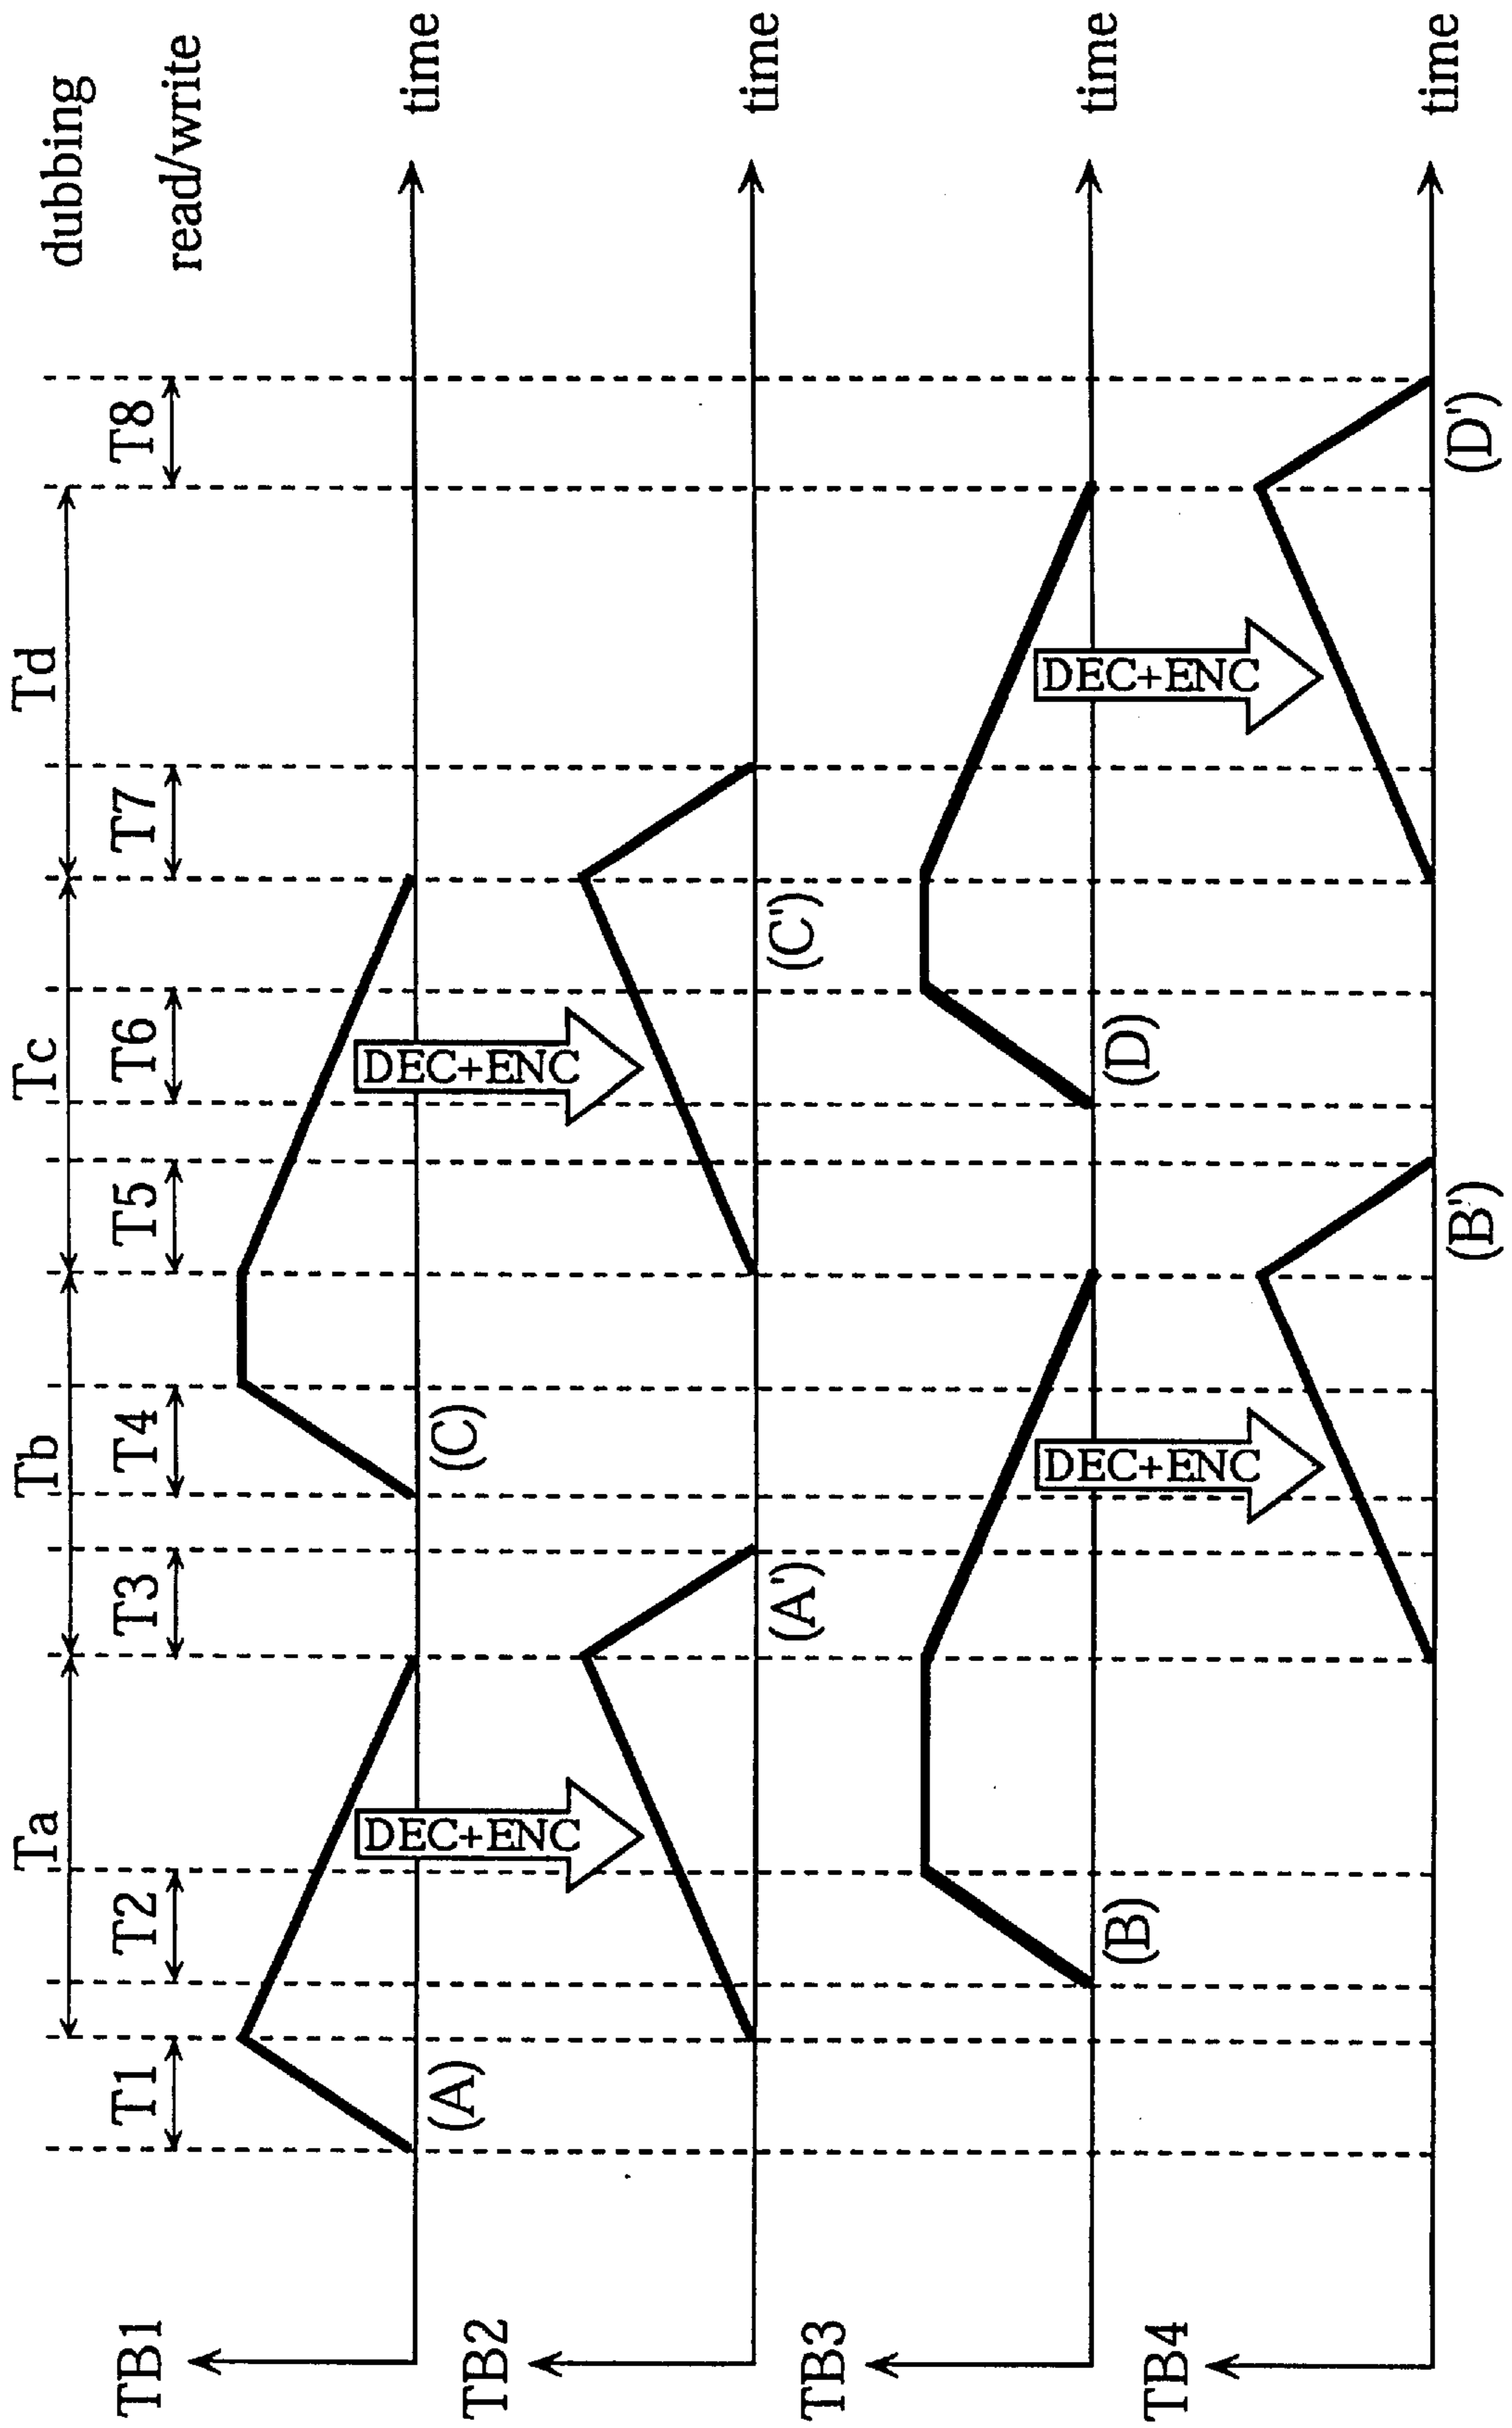 Ta Tb Tc Td dubbing
T1 T2 T3 T4 T5 T6 T7 T8 read/write
TB1
(A) (C) time
DEC+ENC DEC+ENC
TB2
(A') (C') time
TB3
(B) (D) time
DEC+ENC DEC+ENC
TB4
(B') (D') time